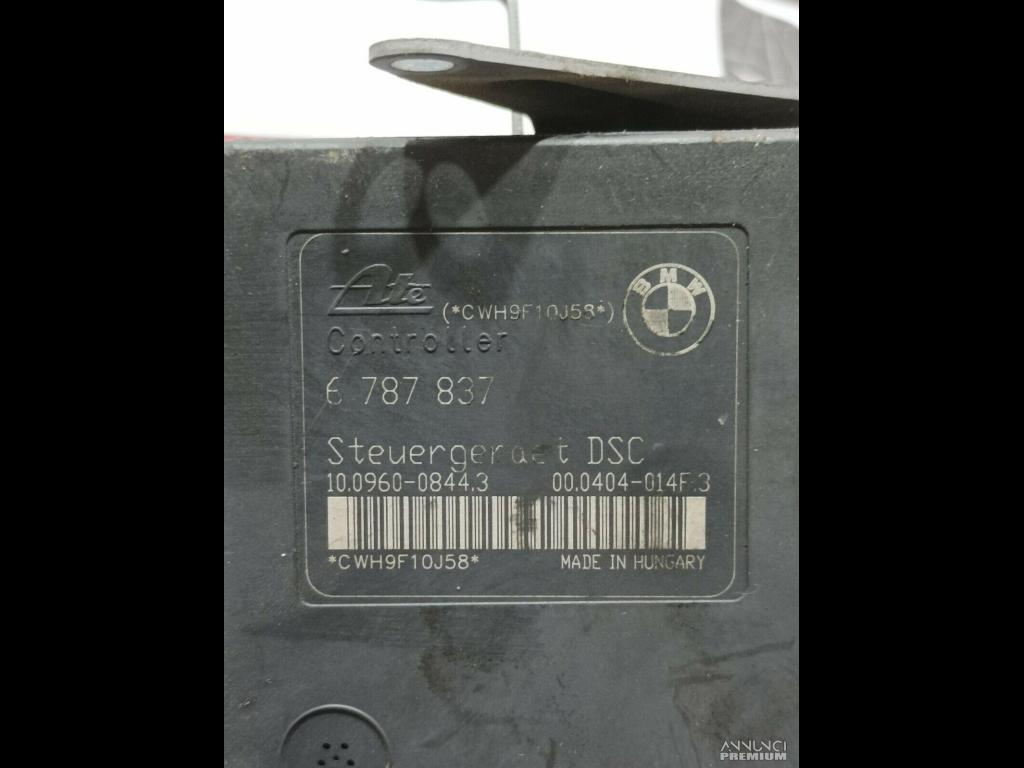 Ate
(*CWH9F10J58*)
BMW
Controller
6 787 837
Steuergeraet DSC
10.0960-0844.3 00.0404-014F.3
*CWH9F10J58* MADE IN HUNGARY
ANNUNCI
PREMIUM